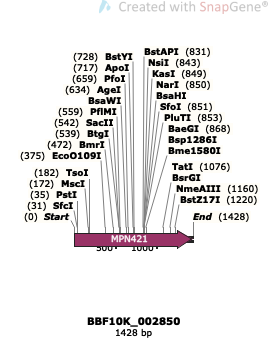 Created with SnapGene®
(728) BstYI
BstAPI (831)
(717) ApoI
NsiI (843)
(659) PfoI
KasI (849)
(634) AgeI
NarI (850)
BsaWI
BsaHI
(559) PflMI
SfoI (851)
(542) SacII
PluTI (853)
(539) BtgI
BaeGI (868)
(472) BmrI
Bsp1286I
(375) EcoO109I
Bme1580I
(182) TsoI
TatI (1076)
(172) MscI
BsrGI
(35) PstI
NmeAIII (1160)
(31) SfcI
BstZ17I (1220)
(0) Start
End (1428)
MPN421
500
1000
BBF10K_002850
1428 bp